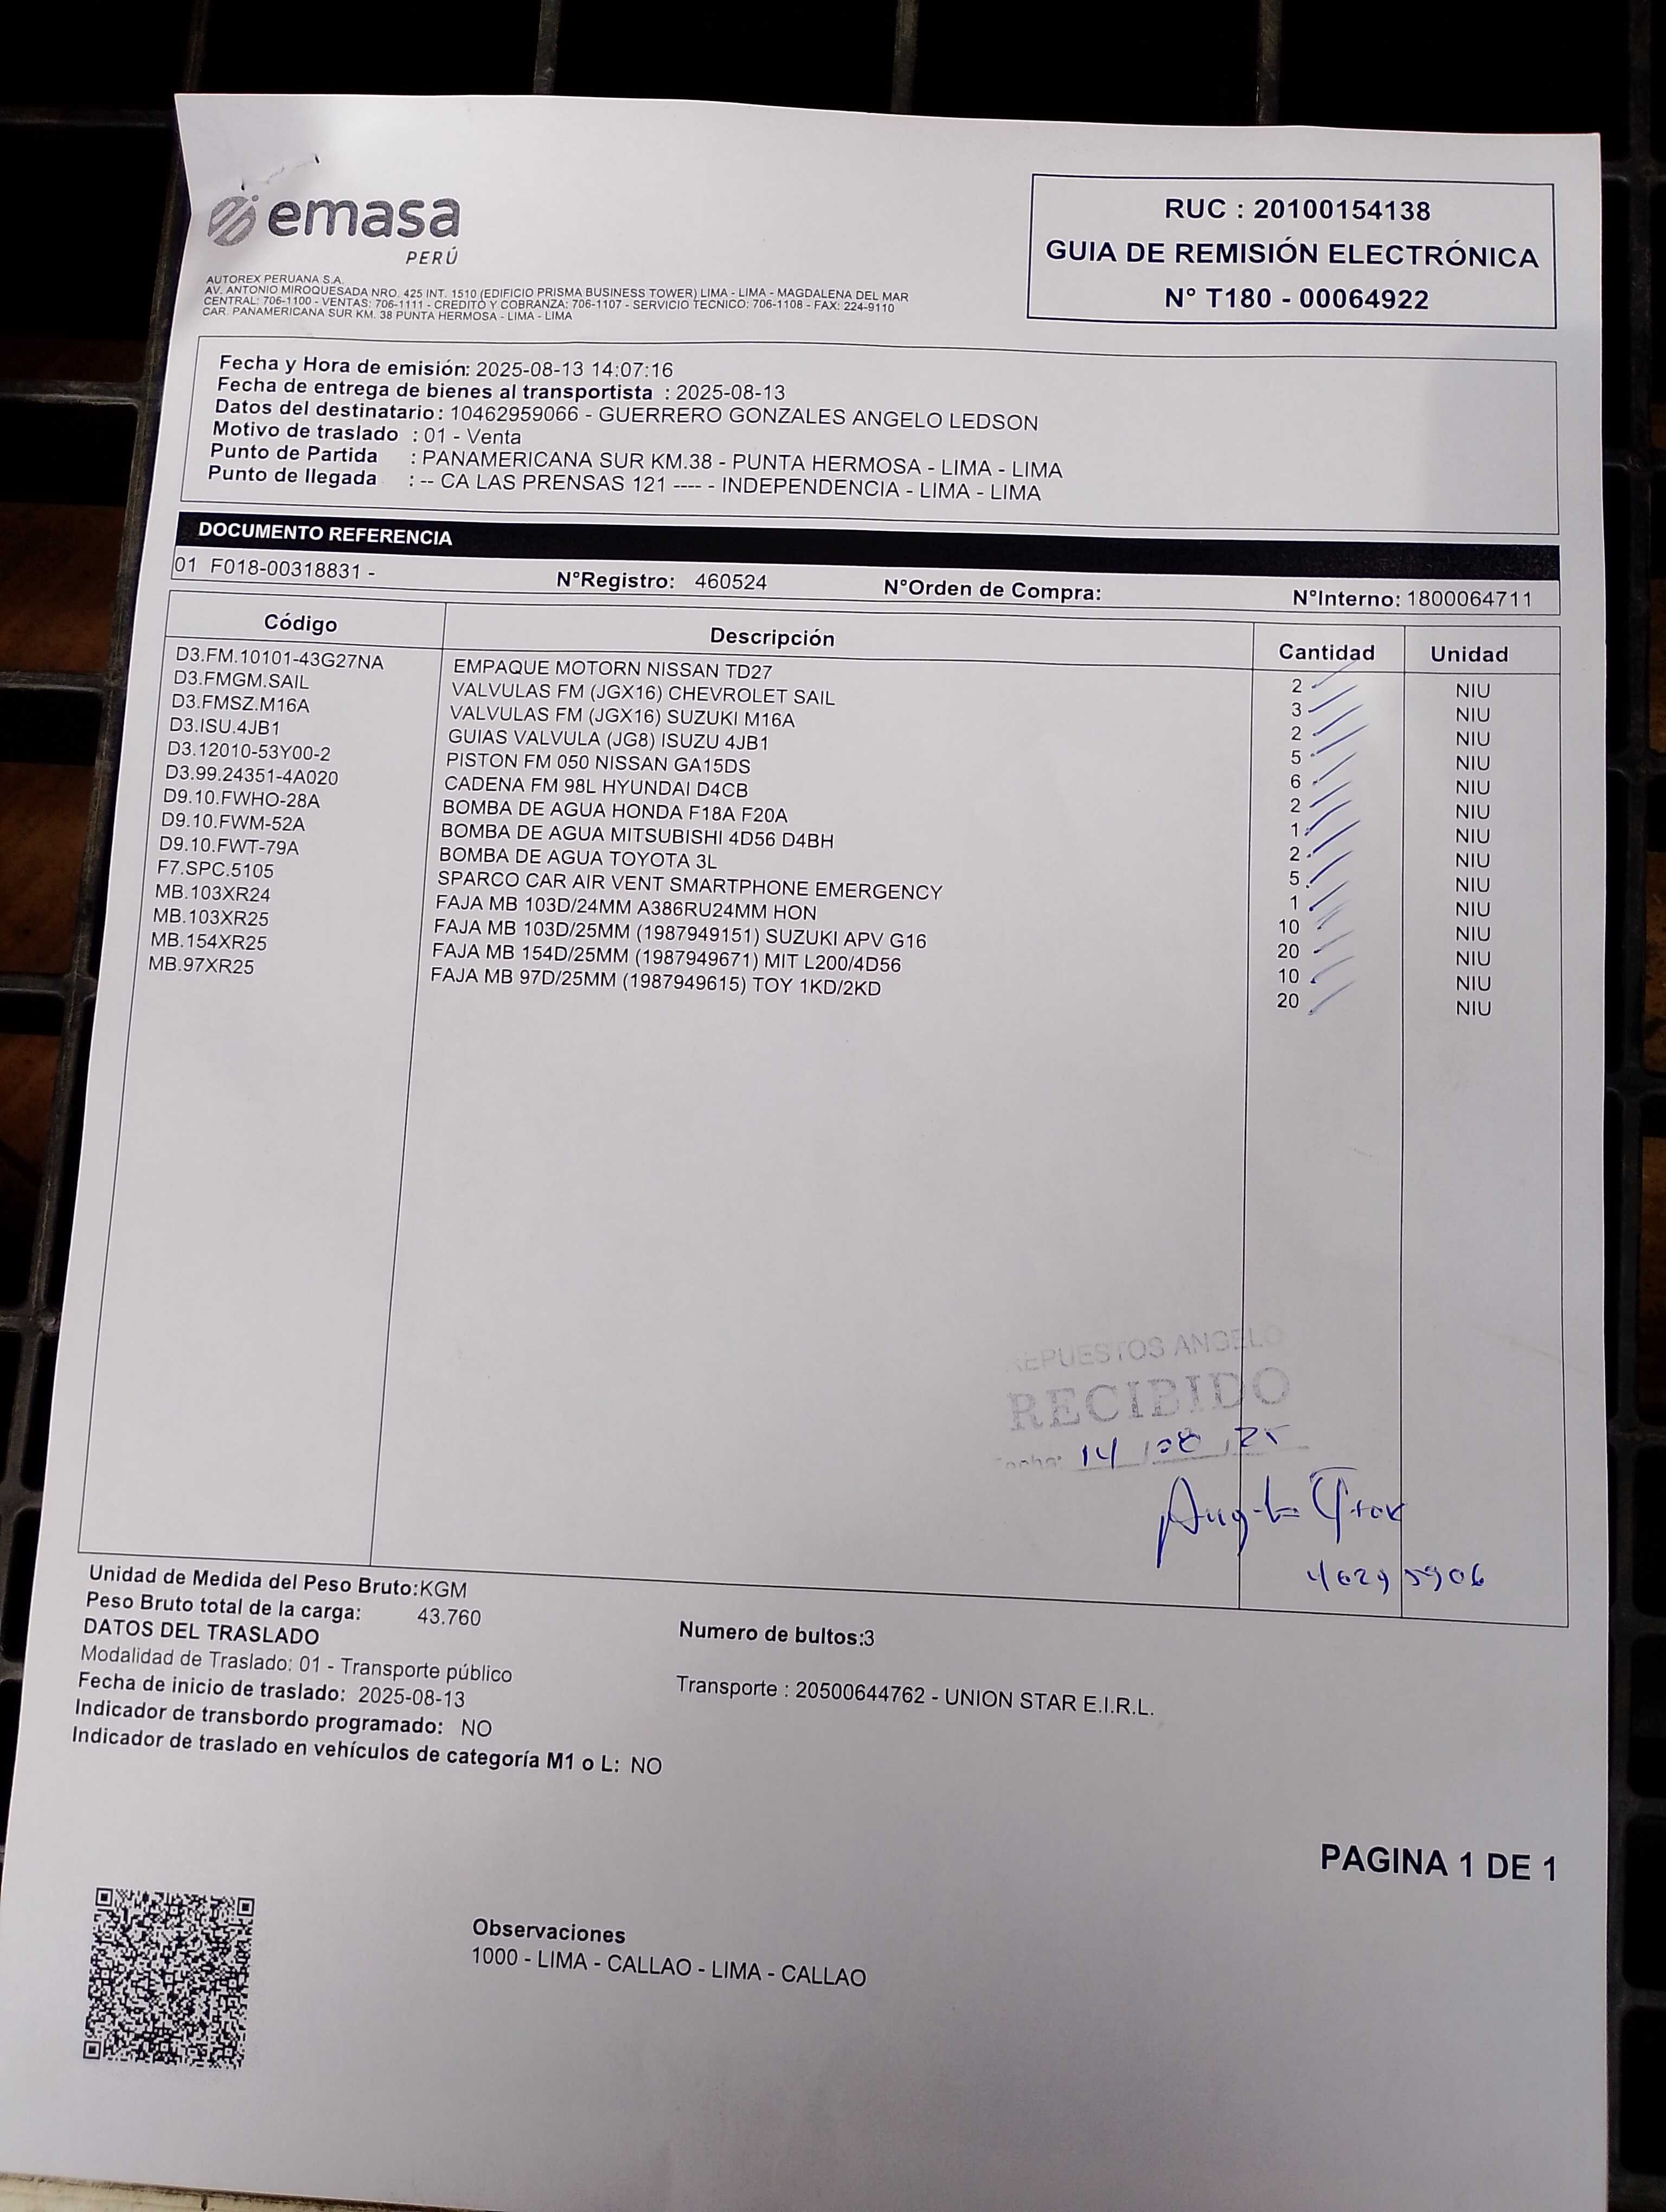 emasa
PERÚ
AUTOREX PERUANA S.A.
AV. ANTONIO MIROQUESADA NRO. 425 INT. 1510 (EDIFICIO PRISMA BUSINESS TOWER) LIMA - LIMA - MAGDALENA DEL MAR
CENTRAL: 706-1100 - VENTAS: 706-1111 - CREDITO Y COBRANZA: 706-1107 - SERVICIO TECNICO: 706-1108 - FAX: 224-9110
CAR. PANAMERICANA SUR KM. 38 PUNTA HERMOSA - LIMA - LIMA
RUC : 20100154138
GUIA DE REMISIÓN ELECTRÓNICA
N° T180 - 00064922
Fecha y Hora de emisión: 2025-08-13 14:07:16
Fecha de entrega de bienes al transportista : 2025-08-13
Datos del destinatario: 10462959066 - GUERRERO GONZALES ANGELO LEDSON
Motivo de traslado : 01 - Venta
Punto de Partida : PANAMERICANA SUR KM.38 - PUNTA HERMOSA - LIMA - LIMA
Punto de llegada : -- CA LAS PRENSAS 121 ---- - INDEPENDENCIA - LIMA - LIMA
DOCUMENTO REFERENCIA
01 F018-00318831 - N°Registro: 460524 N°Orden de Compra: N°Interno: 1800064711
Código Descripción Cantidad Unidad
D3.FM.10101-43G27NA EMPAQUE MOTORN NISSAN TD27 2 NIU
D3.FMGM.SAIL VALVULAS FM (JGX16) CHEVROLET SAIL 3 NIU
D3.FMSZ.M16A VALVULAS FM (JGX16) SUZUKI M16A 2 NIU
D3.ISU.4JB1 GUIAS VALVULA (JG8) ISUZU 4JB1 5 NIU
D3.12010-53Y00-2 PISTON FM 050 NISSAN GA15DS 6 NIU
D3.99.24351-4A020 CADENA FM 98L HYUNDAI D4CB 2 NIU
D9.10.FWHO-28A BOMBA DE AGUA HONDA F18A F20A 1 NIU
D9.10.FWM-52A BOMBA DE AGUA MITSUBISHI 4D56 D4BH 2 NIU
D9.10.FWT-79A BOMBA DE AGUA TOYOTA 3L 5 NIU
F7.SPC.5105 SPARCO CAR AIR VENT SMARTPHONE EMERGENCY 1 NIU
MB.103XR24 FAJA MB 103D/24MM A386RU24MM HON 10 NIU
MB.103XR25 FAJA MB 103D/25MM (1987949151) SUZUKI APV G16 20 NIU
MB.154XR25 FAJA MB 154D/25MM (1987949671) MIT L200/4D56 10 NIU
MB.97XR25 FAJA MB 97D/25MM (1987949615) TOY 1KD/2KD 20 NIU
REPUESTOS ANGELO
RECIBIDO
Fecha: 14/08/25
46295906
Unidad de Medida del Peso Bruto:KGM
Peso Bruto total de la carga: 43.760
Numero de bultos:3
DATOS DEL TRASLADO
Modalidad de Traslado: 01 - Transporte público
Transporte : 20500644762 - UNION STAR E.I.R.L.
Fecha de inicio de traslado: 2025-08-13
Indicador de transbordo programado: NO
Indicador de traslado en vehículos de categoría M1 o L: NO
PAGINA 1 DE 1
Observaciones
1000 - LIMA - CALLAO - LIMA - CALLAO